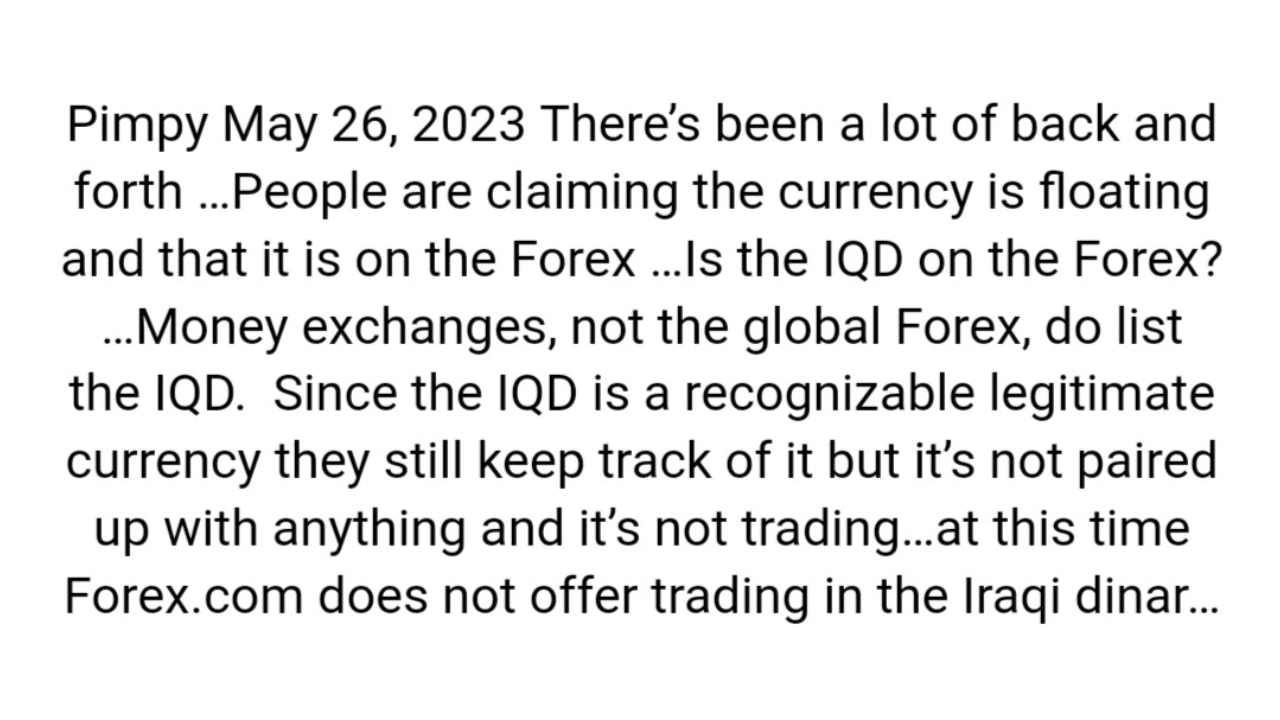 Pimpy May 26, 2023 There’s been a lot of back and
forth …People are claiming the currency is floating
and that it is on the Forex …Is the IQD on the Forex?
…Money exchanges, not the global Forex, do list
the IQD.  Since the IQD is a recognizable legitimate
currency they still keep track of it but it’s not paired
up with anything and it’s not trading…at this time
Forex.com does not offer trading in the Iraqi dinar…